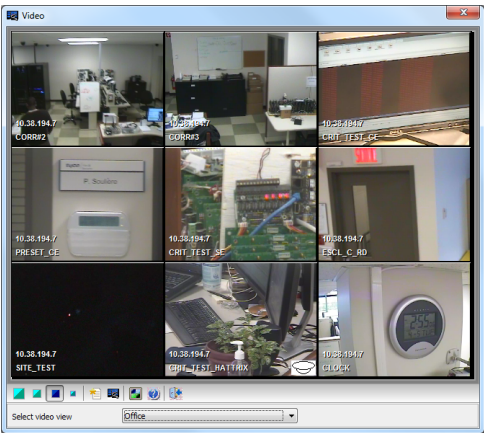 Video
10.38.194.7
CORR#2
10.38.194.7
CORR#3
10.38.194.7
CRIT_TEST_CE
10.38.194.7
PRESET_CE
10.38.194.7
CRIT_TEST_SE
10.38.194.7
ESCL_C_RD
10.38.194.7
SITE_TEST
10.38.194.7
CRIT_TEST_HATTRIX
10.38.194.7
CLOCK
Select video view
Office